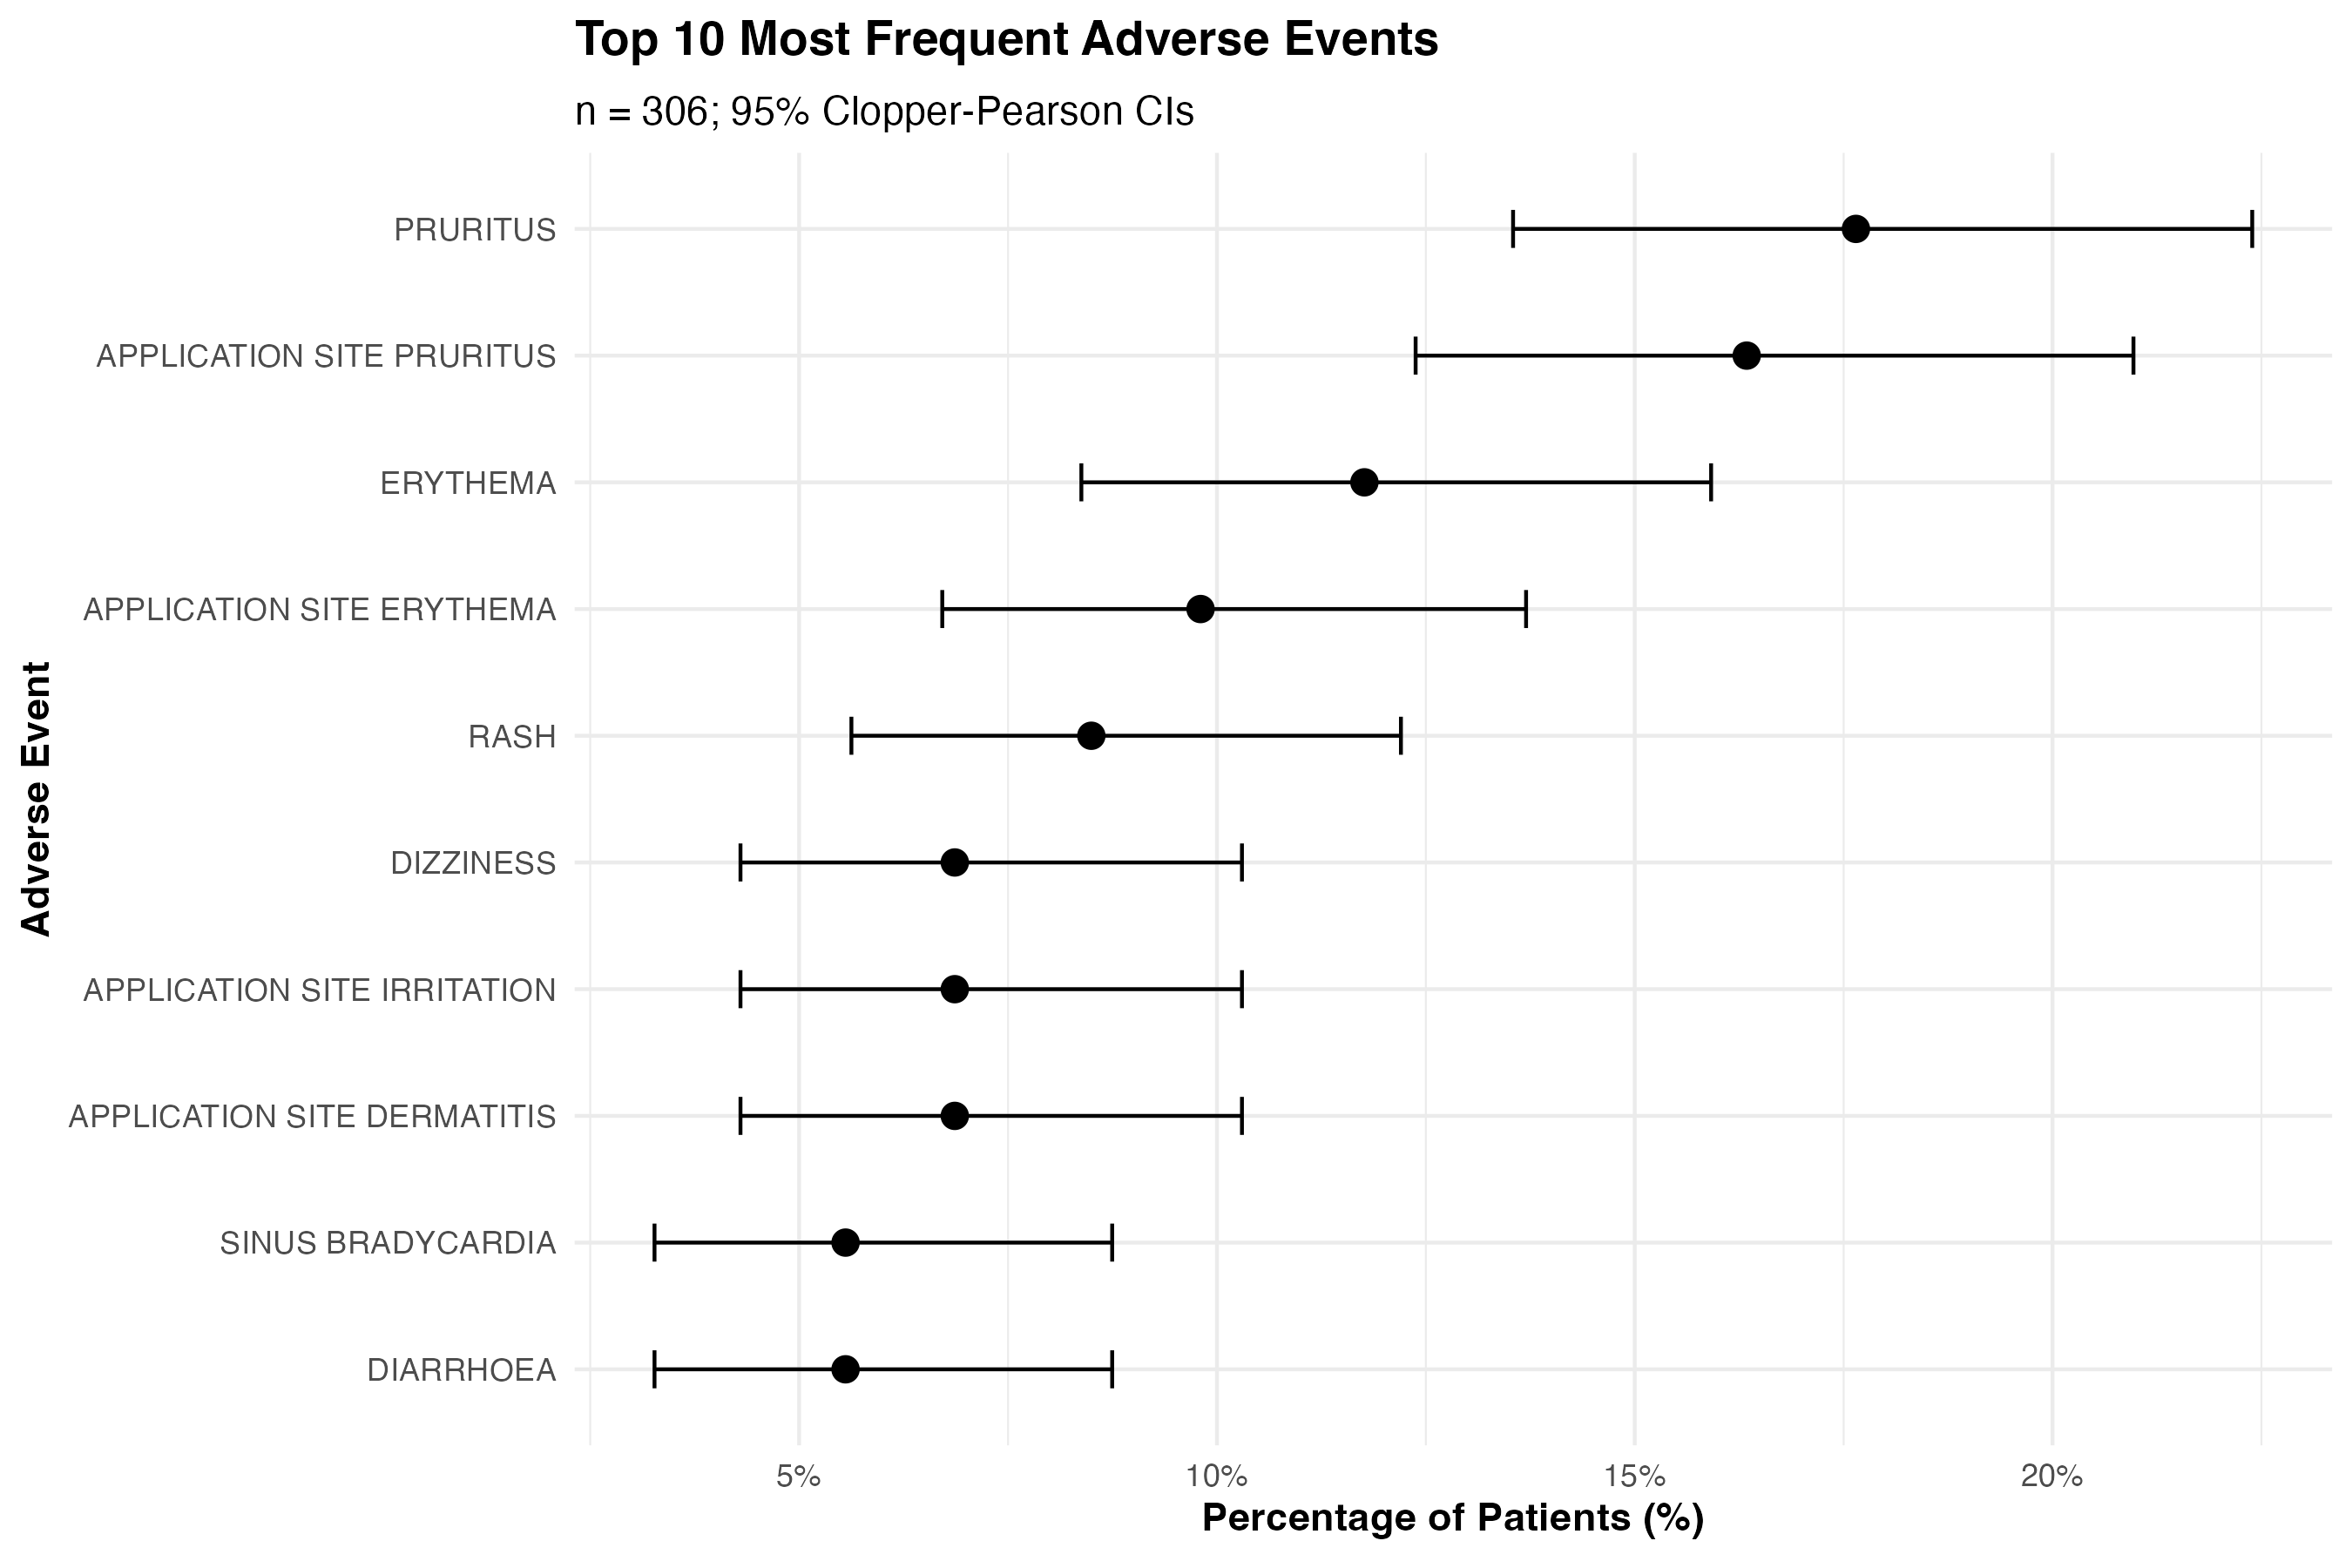 Top 10 Most Frequent Adverse Events
n = 306; 95% Clopper-Pearson CIs
Adverse Event
PRURITUS
APPLICATION SITE PRURITUS
ERYTHEMA
APPLICATION SITE ERYTHEMA
RASH
DIZZINESS
APPLICATION SITE IRRITATION
APPLICATION SITE DERMATITIS
SINUS BRADYCARDIA
DIARRHOEA
5% 10% 15% 20%
Percentage of Patients (%)